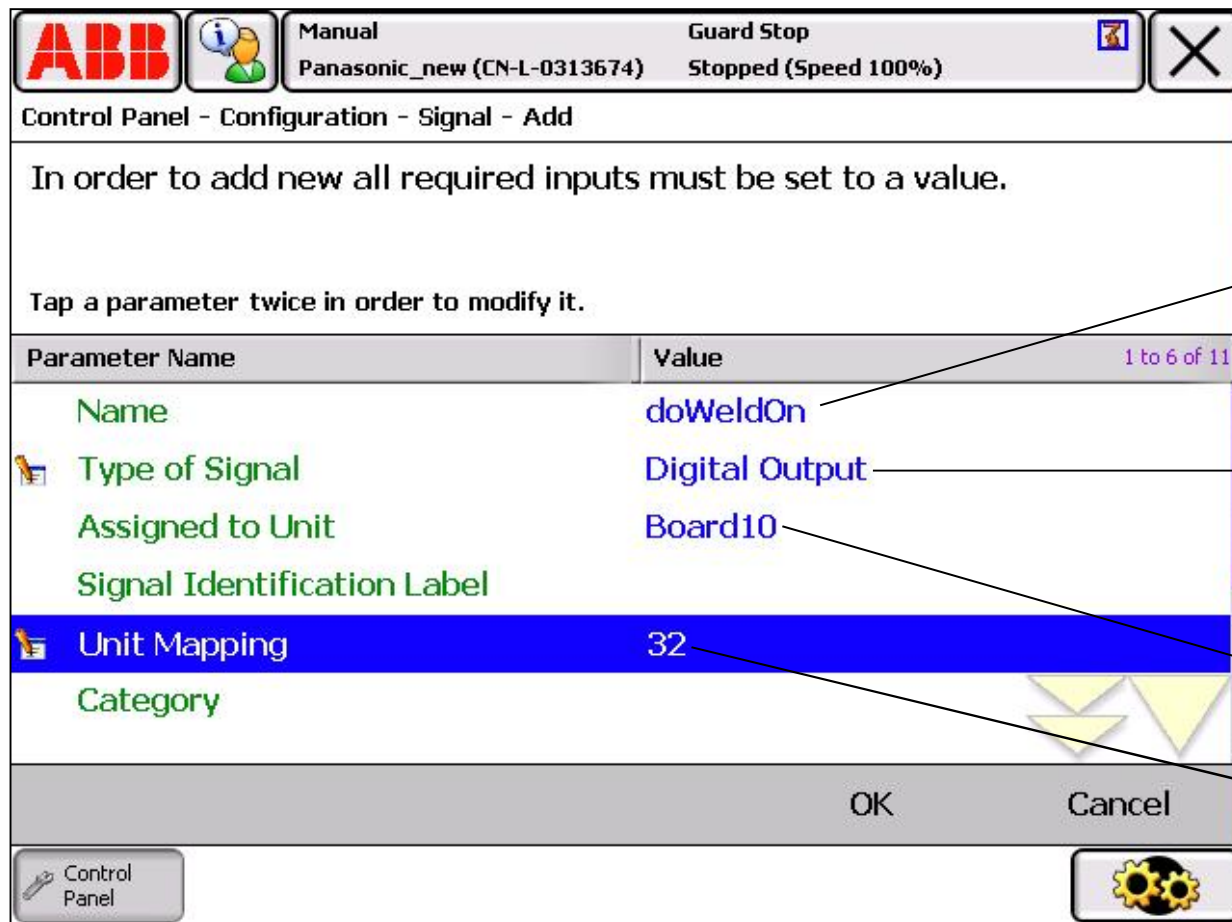 ABB
Manual
Guard Stop
Panasonic_new (CN-L-0313674)
Stopped (Speed 100%)
Control Panel - Configuration - Signal - Add
In order to add new all required inputs must be set to a value.
Tap a parameter twice in order to modify it.
Parameter Name Value 1 to 6 of 11
Name doWeldOn
Type of Signal Digital Output
Assigned to Unit Board10
Signal Identification Label
Unit Mapping 32
Category
OK Cancel
Control
Panel